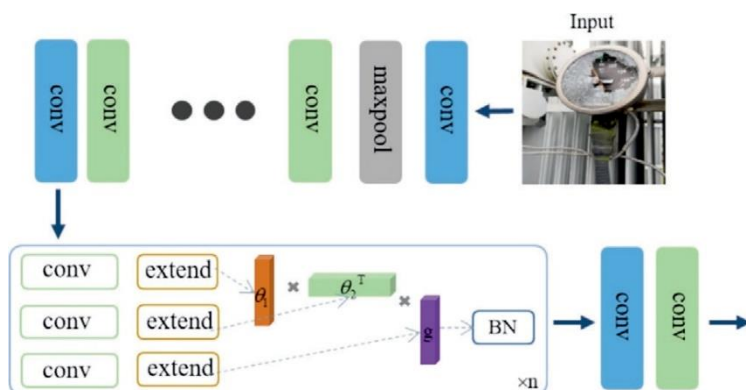 Input
conv
conv
conv
maxpool
conv
conv
extend
θ₁
×
θ₂ᵀ
×
conv
extend
BN
conv
extend
×n
conv
conv